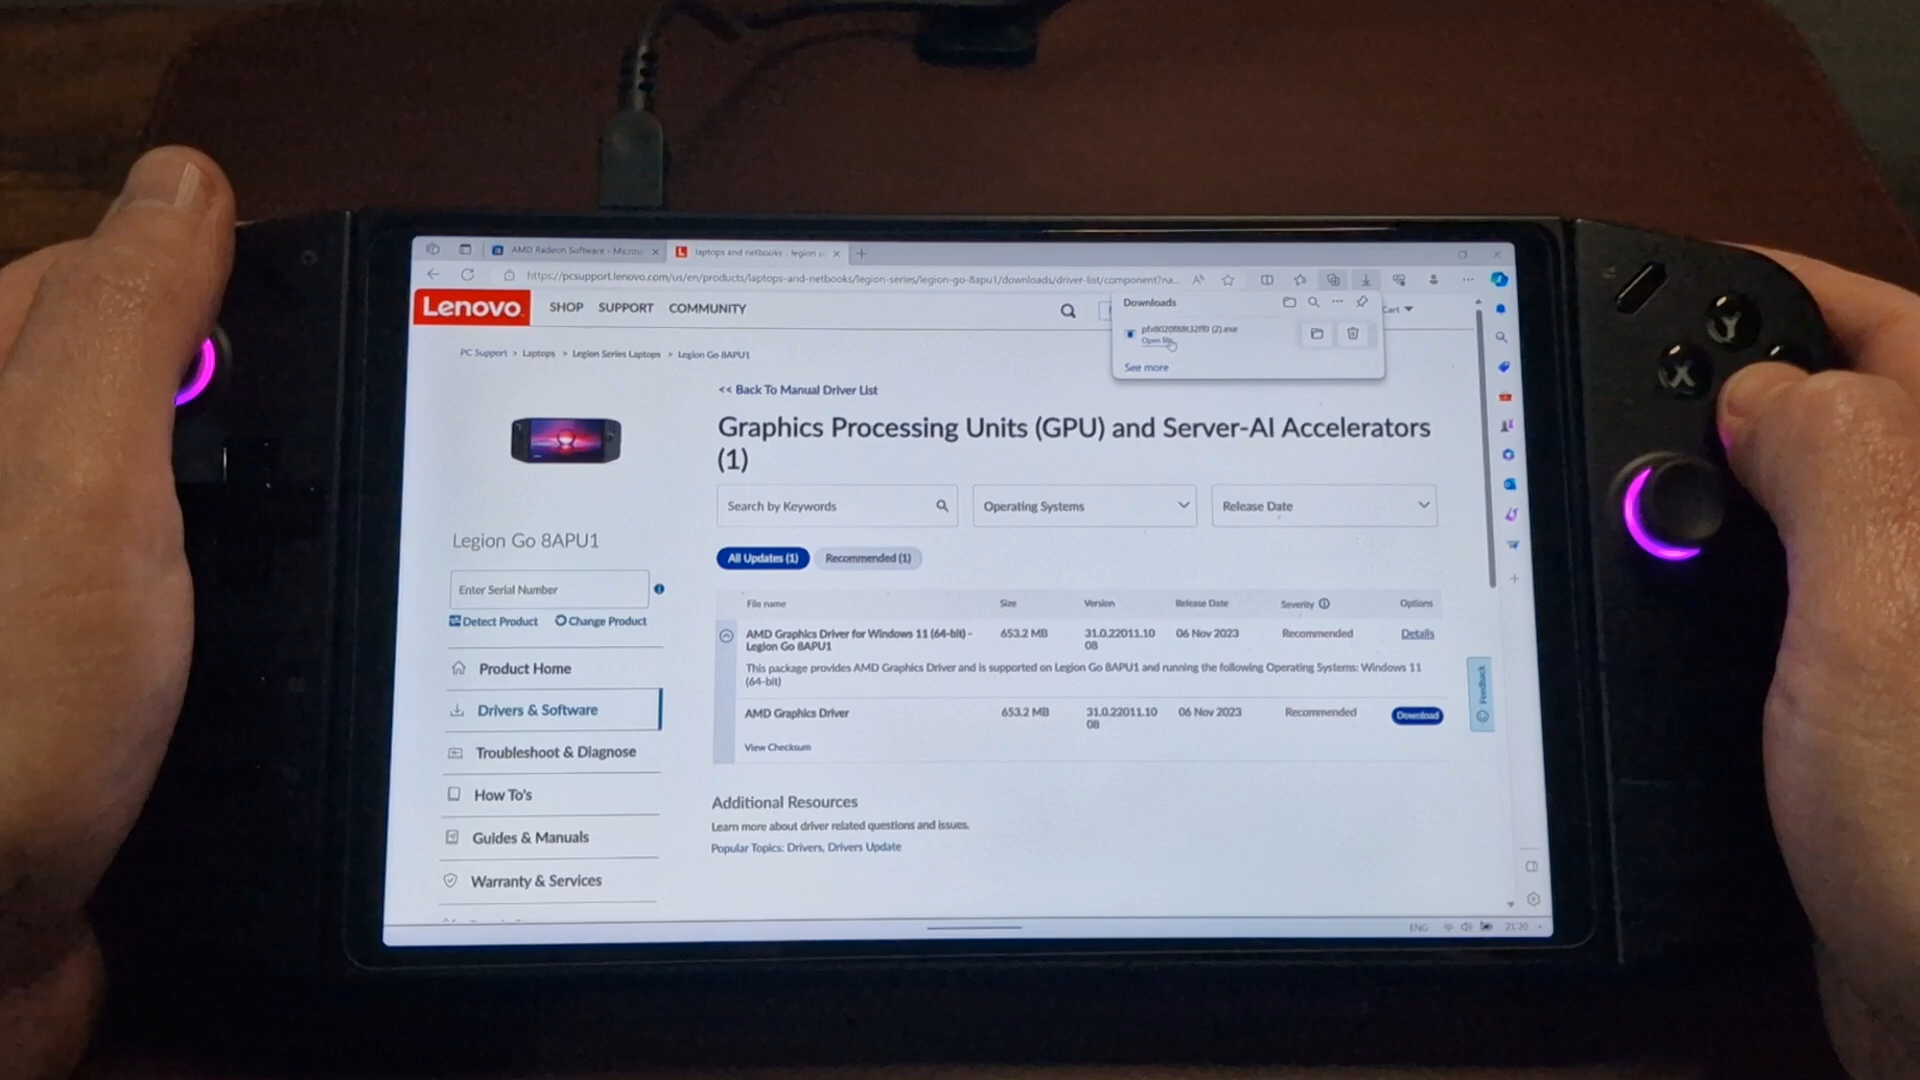 AMD Radeon Software - Micros
laptops and netbooks :: legion s
https://pcsupport.lenovo.com/us/en/products/laptops-and-netbooks/legion-series/legion-go-8apu1/downloads/driver-list/component?na...
Lenovo
SHOP SUPPORT COMMUNITY
Cart
Downloads
Open file
See more
PC Support > Laptops > Legion Series Laptops > Legion Go 8APU1
<< Back To Manual Driver List
Graphics Processing Units (GPU) and Server-AI Accelerators
(1)
Search by Keywords
Operating Systems
Release Date
Legion Go 8APU1
All Updates (1)
Recommended (1)
Enter Serial Number
Detect Product
Change Product
Product Home
Drivers & Software
Troubleshoot & Diagnose
How To's
Guides & Manuals
Warranty & Services
File name Size Version Release Date Severity Options
AMD Graphics Driver for Windows 11 (64-bit) -
Legion Go 8APU1
653.2 MB
31.0.22011.10
08
06 Nov 2023
Recommended
Details
This package provides AMD Graphics Driver and is supported on Legion Go 8APU1 and running the following Operating Systems: Windows 11
(64-bit)
AMD Graphics Driver
653.2 MB
31.0.22011.10
08
06 Nov 2023
Recommended
Download
View Checksum
Feedback
Additional Resources
Learn more about driver related questions and issues.
Popular Topics: Drivers, Drivers Update
ENG
Y
X